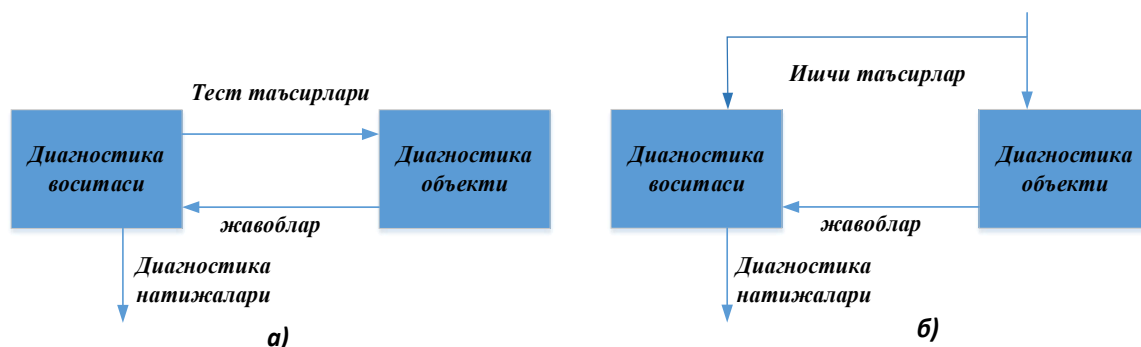 Тест таъсирлари
Диагностика
воситаси
Диагностика
объекти
жавоблар
Диагностика
натижалари
а)
Ишчи таъсирлар
Диагностика
воситаси
Диагностика
объекти
жавоблар
Диагностика
натижалари
б)